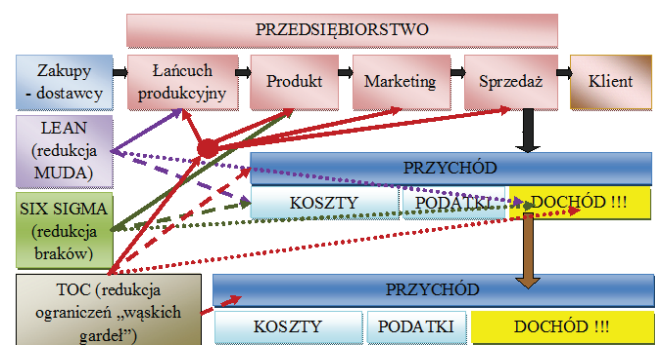 PRZEDSIĘBIORSTWO
Zakupy
- dostawcy
Łańcuch
produkcyjny
Produkt
Marketing
Sprzedaż
Klient
LEAN
(redukcja
MUDA)
PRZYCHÓD
KOSZTY
PODATKI
DOCHÓD !!!
SIX SIGMA
(redukcja
braków)
TOC (redukcja
ograniczeń „wąskich
gardeł”)
PRZYCHÓD
KOSZTY
PODATKI
DOCHÓD !!!